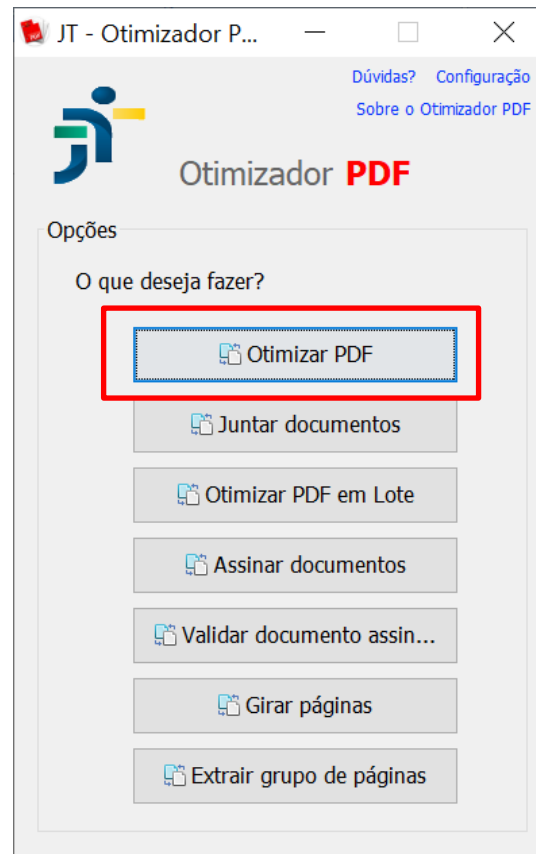 JT - Otimizador P...
Dúvidas? Configuração
Sobre o Otimizador PDF
Otimizador PDF
Opções
O que deseja fazer?
Otimizar PDF
Juntar documentos
Otimizar PDF em Lote
Assinar documentos
Validar documento assin...
Girar páginas
Extrair grupo de páginas